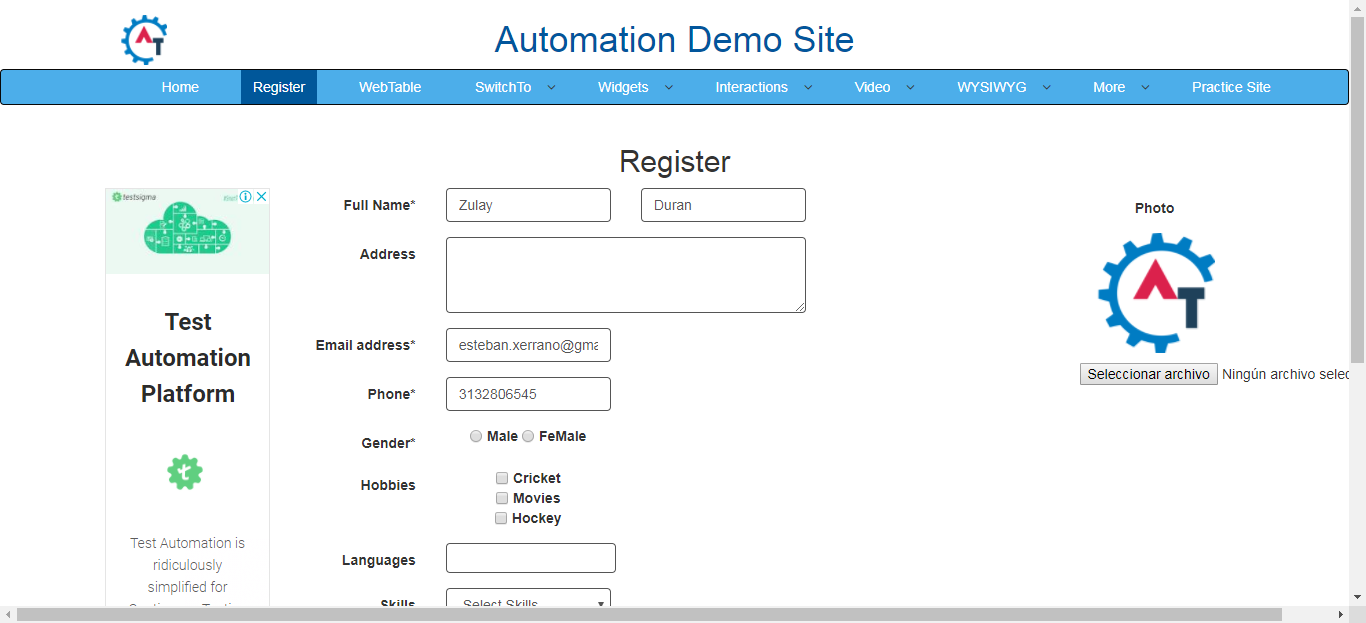 AT
Automation Demo Site
Home Register WebTable SwitchTo Widgets Interactions Video WYSIWYG More Practice Site
Register
testsigma
Full Name* Zulay Duran
Photo
Address
AT
Test
Automation
Platform
Email address* esteban.xerrano@gma
Seleccionar archivo Ningún archivo selec
Phone* 3132806545
Gender* Male FeMale
Hobbies Cricket
Movies
Hockey
Test Automation is
ridiculously
simplified for
Languages
Skills Select Skills